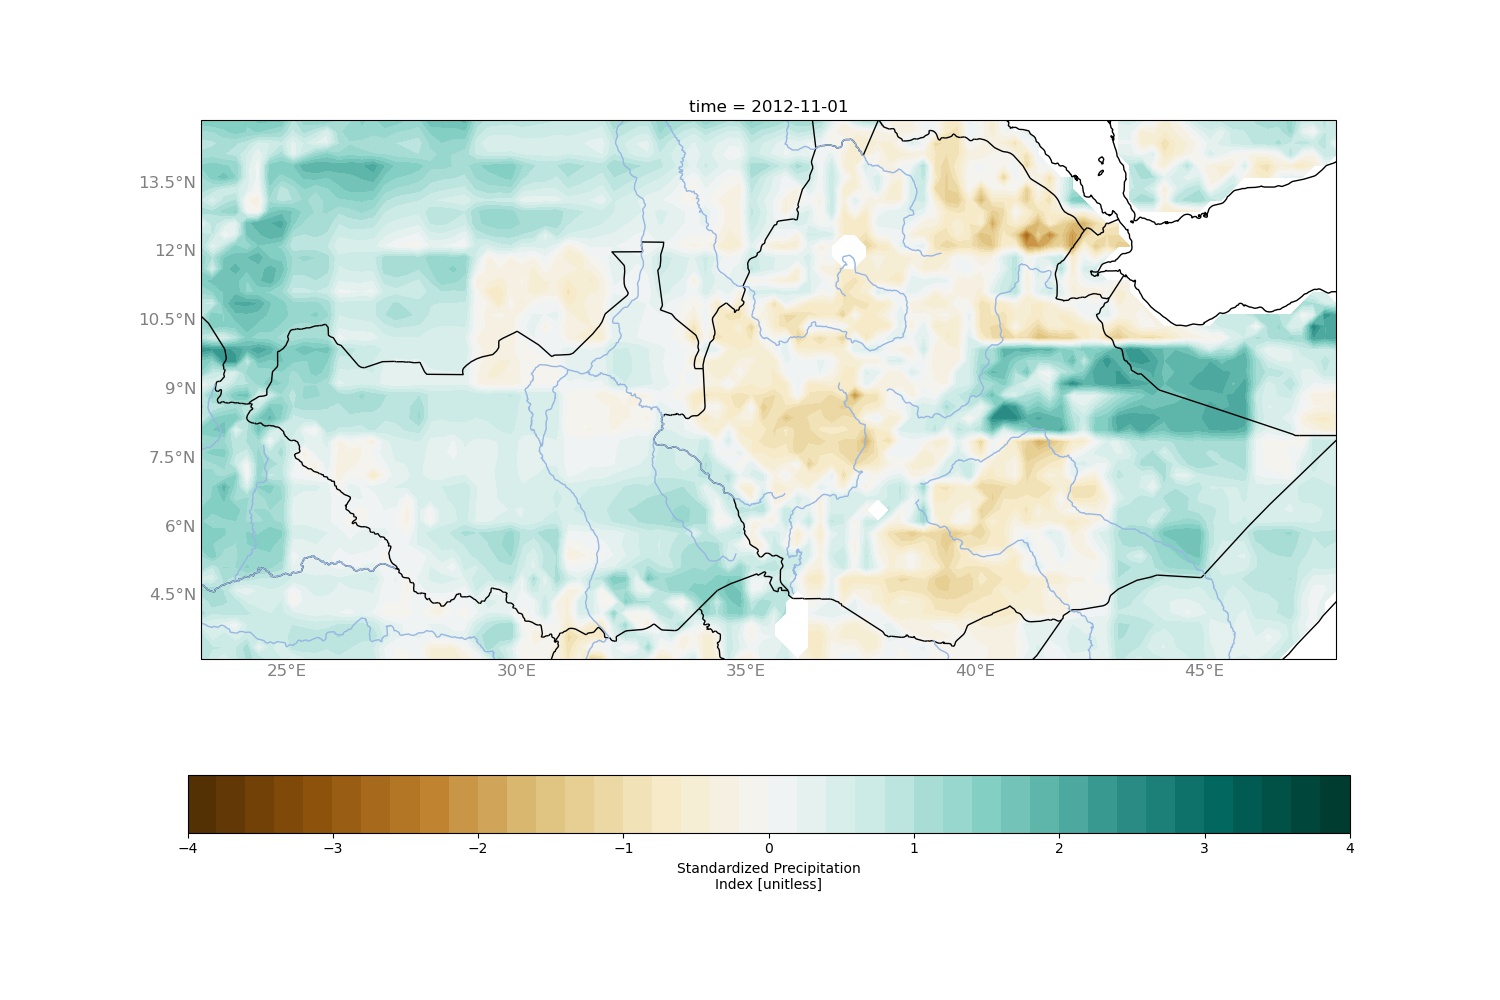 time = 2012-11-01
13.5°N
12°N
10.5°N
9°N
7.5°N
6°N
4.5°N
25°E 30°E 35°E 40°E 45°E
−4 −3 −2 −1 0 1 2 3 4
Standardized Precipitation
Index [unitless]